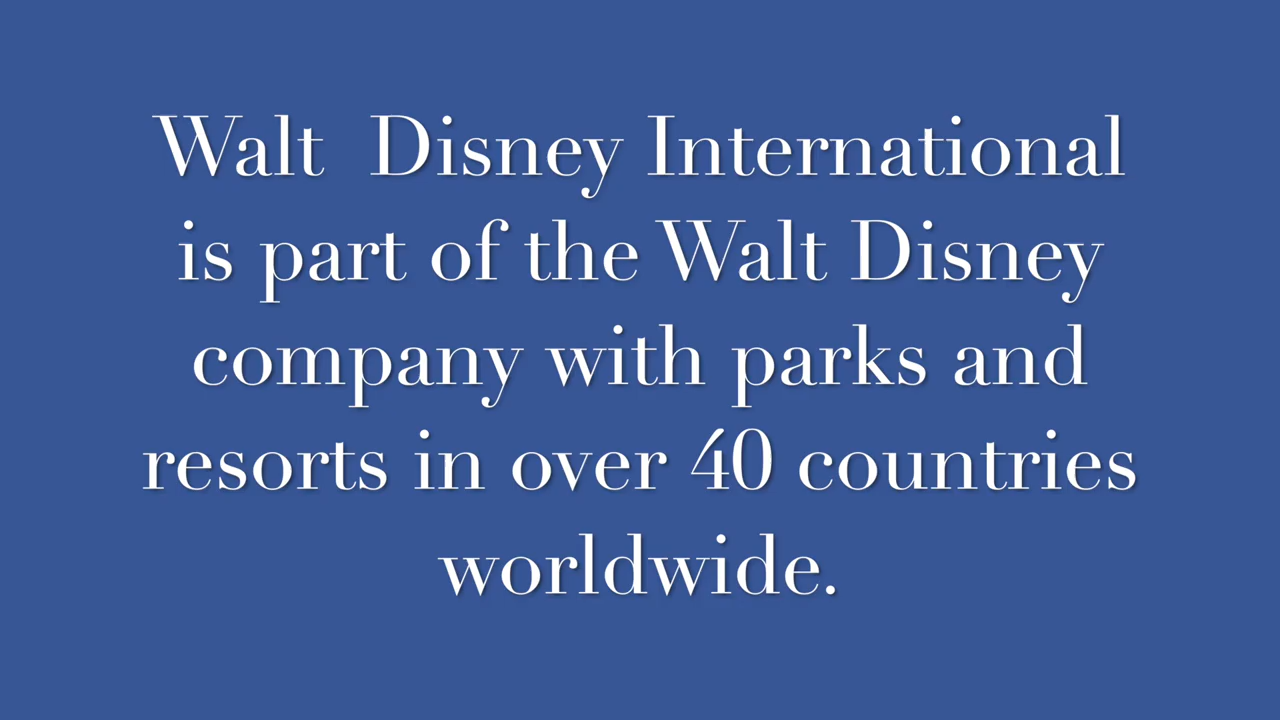 Walt  Disney International
is part of the Walt Disney
company with parks and
resorts in over 40 countries
worldwide.